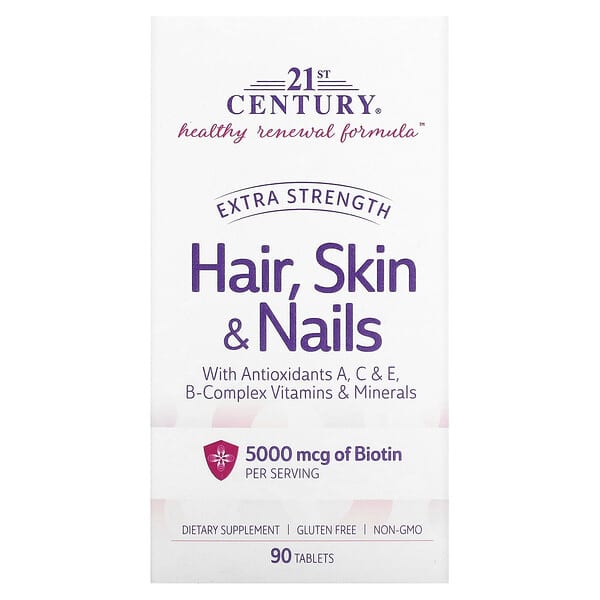 21ST
CENTURY®
healthy renewal formula™
EXTRA STRENGTH
Hair, Skin
& Nails
With Antioxidants A, C & E,
B-Complex Vitamins & Minerals
5000 mcg of Biotin
PER SERVING
DIETARY SUPPLEMENT | GLUTEN FREE | NON-GMO
90 TABLETS